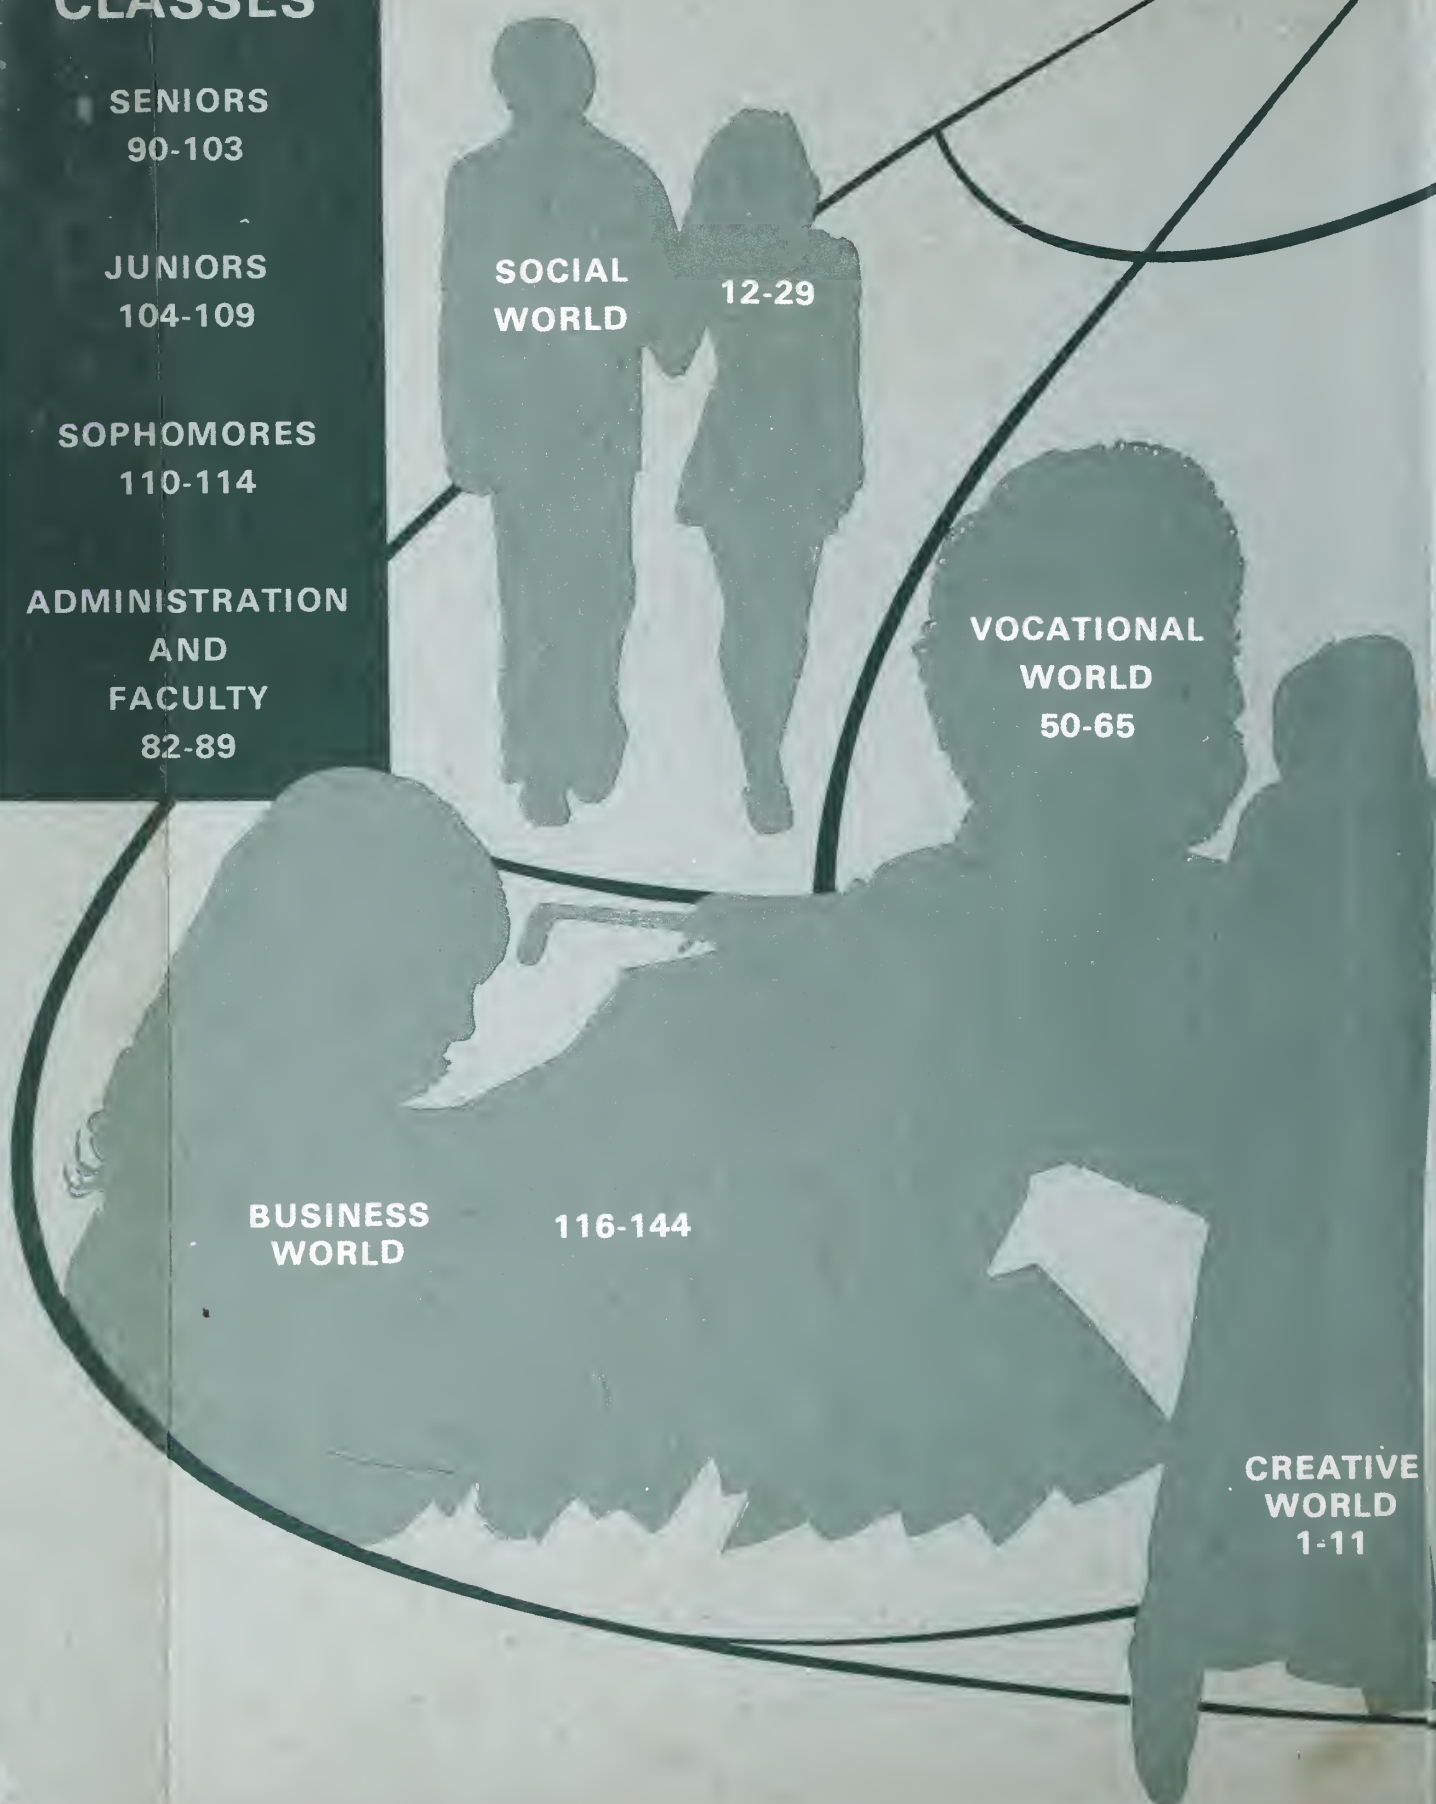 CLASSES
SENIORS
90-103
JUNIORS
104-109
SOPHOMORES
110-114
ADMINISTRATION
AND
FACULTY
82-89
SOCIAL
WORLD
12-29
VOCATIONAL
WORLD
50-65
BUSINESS
WORLD
116-144
CREATIVE
WORLD
1-11